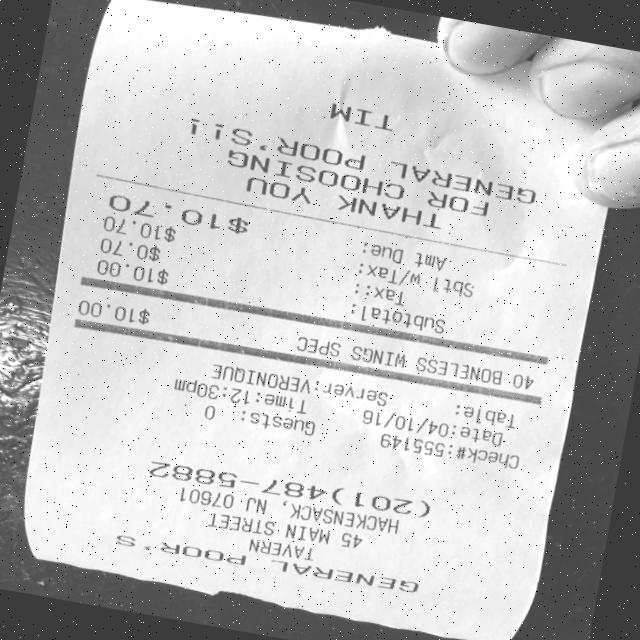 GENERAL POOR'S
TAVERN
45 MAIN STREET
HACKENSACK, NJ 07601
(201)487-5882
Check#:555149 Guests: 0
Date:04/10/16 Time:12:30pm
Table: Server:VERONIQUE
40 BONELESS WINGS SPEC $10.00
Subtotal: $10.00
Tax:: $0.70
Sbtl w/Tax: $10.70
Amt Due: $10.70
THANK YOU
FOR CHOOSING
GENERAL POOR'S!!
TIM